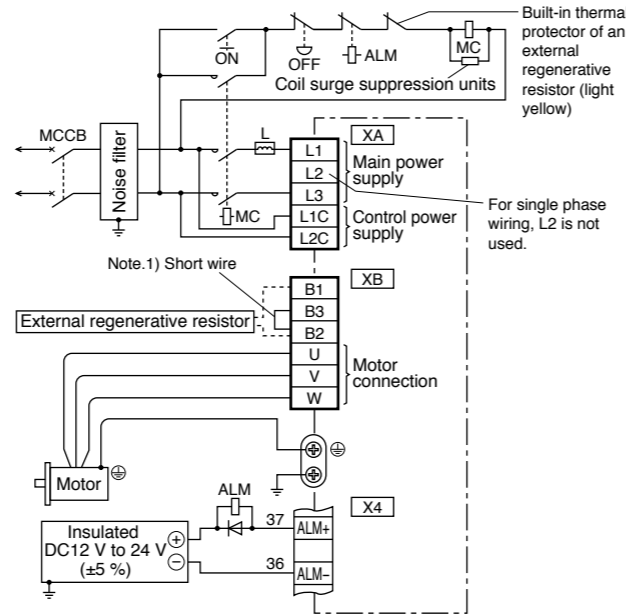 Built-in thermal
protector of an
external
regenerative
resistor (light
yellow)
ON
OFF
ALM
MC
Coil surge suppression units
MCCB
Noise filter
L
MC
XA
L1
L2
L3
L1C
L2C
Main power
supply
Control power
supply
For single phase
wiring, L2 is not
used.
Note.1) Short wire
External regenerative resistor
XB
B1
B3
B2
U
V
W
Motor
connection
Motor
ALM
X4
Insulated
DC12 V to 24 V
(±5 %)
+
−
37
36
ALM+
ALM−